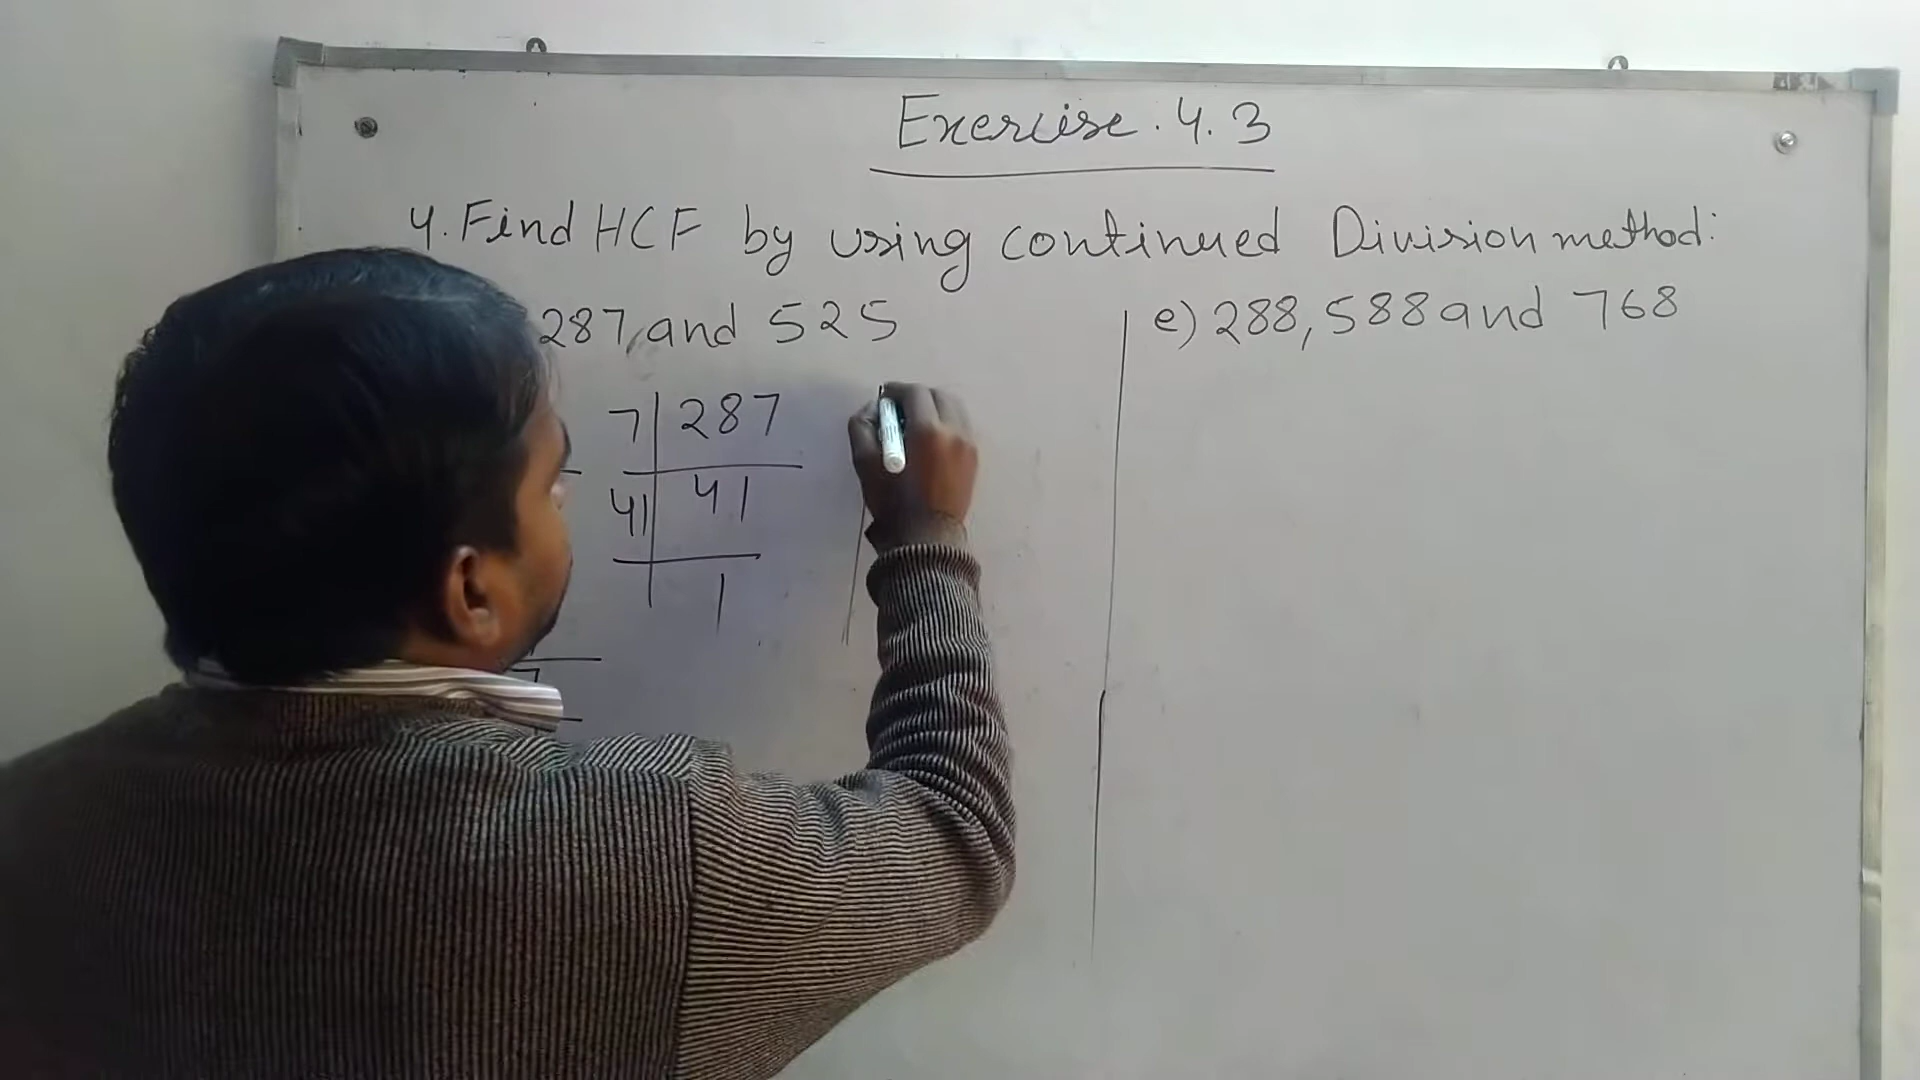 Exercise. 4.3
4. Find HCF by using continued Division method:
287, and 525
e) 288, 588 and 768
7 | 287
41 | 41
1
7